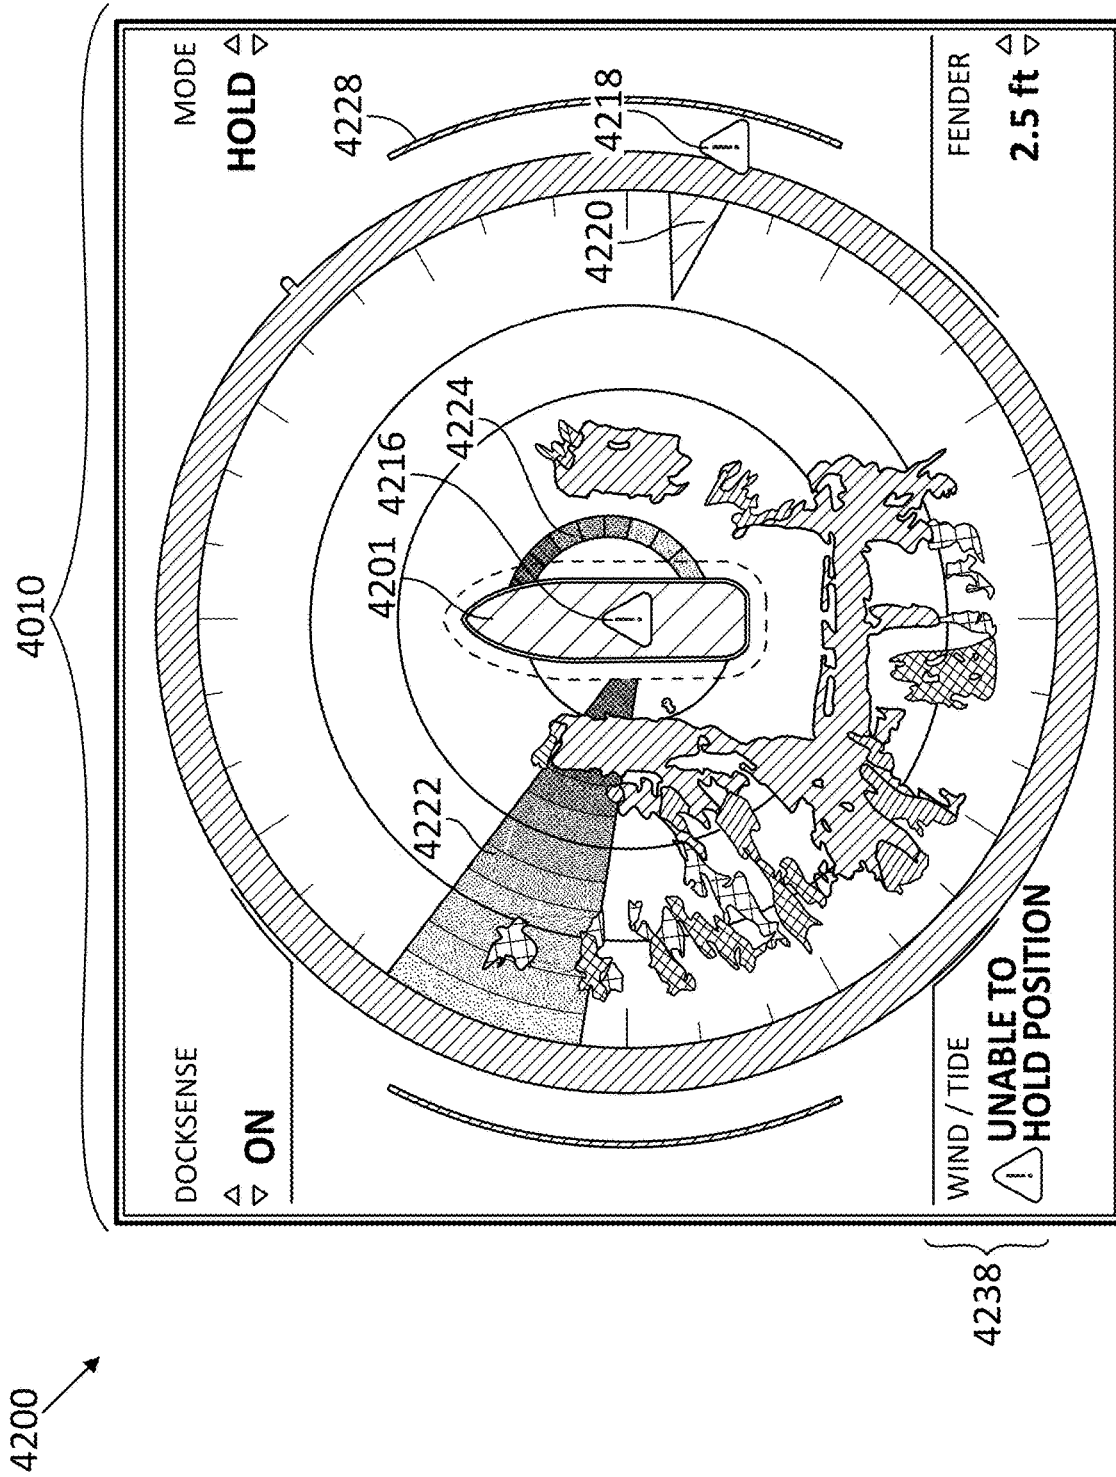 4200
4010
DOCKSENSE
ON
MODE
HOLD
4228
4201
4216
4222
4224
4220
4218
!
!
4238
WIND / TIDE
! UNABLE TO
HOLD POSITION
FENDER
2.5 ft